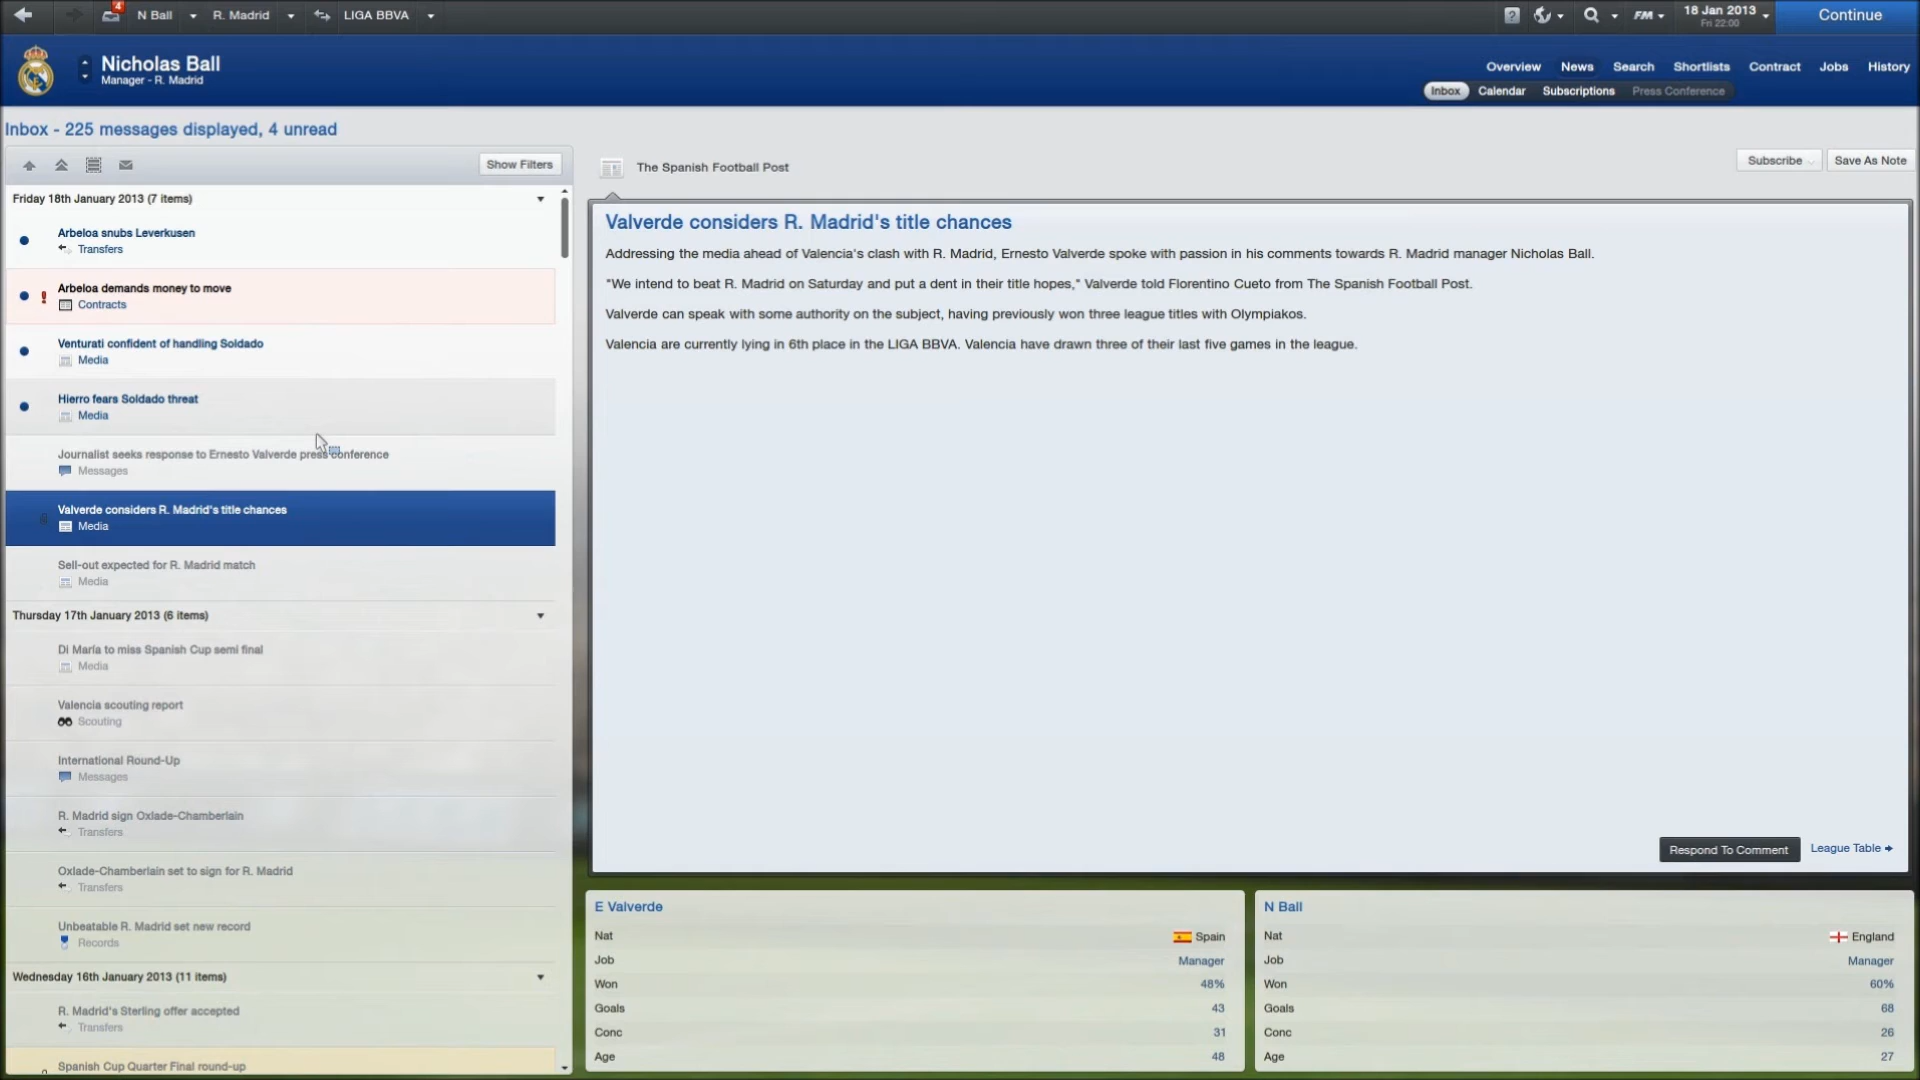 4
N Ball
R. Madrid
LIGA BBVA
?
FM
18 Jan 2013
Fri 22:00
Continue
Nicholas Ball
Manager - R. Madrid
Overview
News
Search
Shortlists
Contract
Jobs
History
Inbox
Calendar
Subscriptions
Press Conference
Inbox - 225 messages displayed, 4 unread
Show Filters
Friday 18th January 2013 (7 items)
Arbeloa snubs Leverkusen
Transfers
Arbeloa demands money to move
Contracts
Venturati confident of handling Soldado
Media
Hierro fears Soldado threat
Media
Journalist seeks response to Ernesto Valverde press conference
Messages
Valverde considers R. Madrid's title chances
Media
Sell-out expected for R. Madrid match
Media
Thursday 17th January 2013 (6 items)
Di María to miss Spanish Cup semi final
Media
Valencia scouting report
Scouting
International Round-Up
Messages
R. Madrid sign Oxlade-Chamberlain
Transfers
Oxlade-Chamberlain set to sign for R. Madrid
Transfers
Unbeatable R. Madrid set new record
Records
Wednesday 16th January 2013 (11 items)
R. Madrid's Sterling offer accepted
Transfers
Spanish Cup Quarter Final round-up
The Spanish Football Post
Subscribe
Save As Note
Valverde considers R. Madrid's title chances
Addressing the media ahead of Valencia's clash with R. Madrid, Ernesto Valverde spoke with passion in his comments towards R. Madrid manager Nicholas Ball.
"We intend to beat R. Madrid on Saturday and put a dent in their title hopes," Valverde told Florentino Cueto from The Spanish Football Post.
Valverde can speak with some authority on the subject, having previously won three league titles with Olympiakos.
Valencia are currently lying in 6th place in the LIGA BBVA. Valencia have drawn three of their last five games in the league.
Respond To Comment
League Table
E Valverde
Nat Spain
Job Manager
Won 48%
Goals 43
Conc 31
Age 48
N Ball
Nat England
Job Manager
Won 60%
Goals 68
Conc 26
Age 27